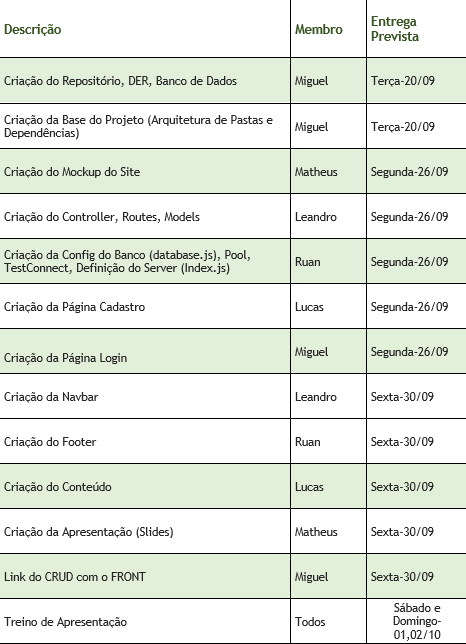 Descrição Membro Entrega
Prevista
Criação do Repositório, DER, Banco de Dados Miguel Terça-20/09
Criação da Base do Projeto (Arquitetura de Pastas e
Dependências) Miguel Terça-20/09
Criação do Mockup do Site Matheus Segunda-26/09
Criação do Controller, Routes, Models Leandro Segunda-26/09
Criação da Config do Banco (database.js), Pool,
TestConnect, Definição do Server (Index.js) Ruan Segunda-26/09
Criação da Página Cadastro Lucas Segunda-26/09
Criação da Página Login Miguel Segunda-26/09
Criação da Navbar Leandro Sexta-30/09
Criação do Footer Ruan Sexta-30/09
Criação do Conteúdo Lucas Sexta-30/09
Criação da Apresentação (Slides) Matheus Sexta-30/09
Link do CRUD com o FRONT Miguel Sexta-30/09
Treino de Apresentação Todos Sábado e
Domingo-
01,02/10